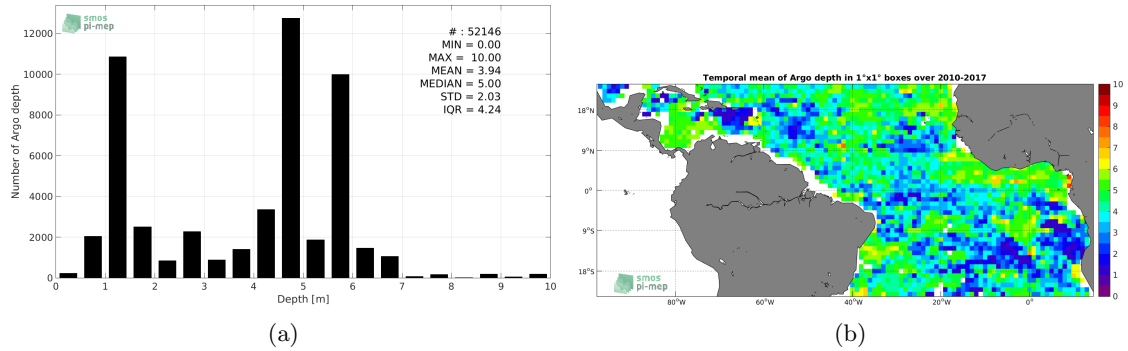 smos
pi-mep
# : 52146
MIN = 0.00
MAX = 10.00
MEAN = 3.94
MEDIAN = 5.00
STD = 2.03
IQR = 4.24
Number of Argo depth
12000
10000
8000
6000
4000
2000
0
0 1 2 3 4 5 6 7 8 9 10
Depth [m]
(a)
Temporal mean of Argo depth in 1°x1° boxes over 2010-2017
18°N
9°N
0°
9°S
18°S
80°W 60°W 40°W 20°W 0°
10
9
8
7
6
5
4
3
2
1
0
smos
pi-mep
(b)